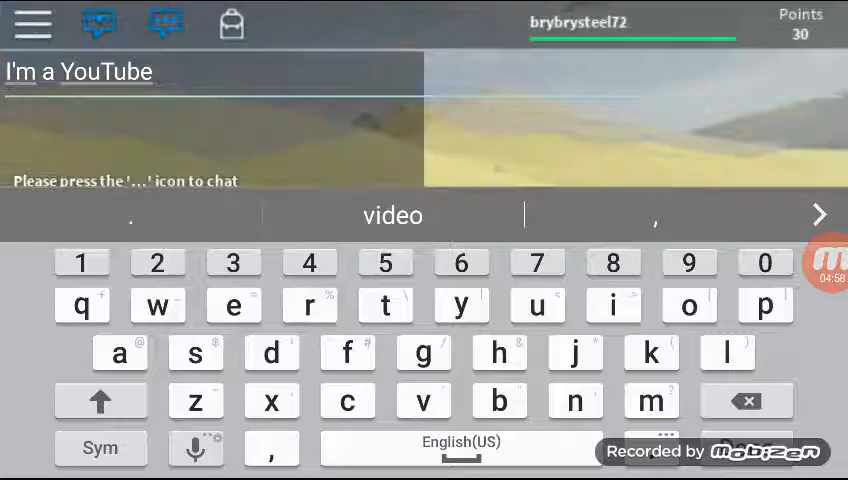 brybrysteel72
Points
30
I'm a YouTube
Please press the '...' icon to chat
. video ,
1 2 3 4 5 6 7 8 9 0
q w e r t y u i o p
a s d f g h j k l
z x c v b n m
Sym , English(US)
04:58
Recorded by mobizen